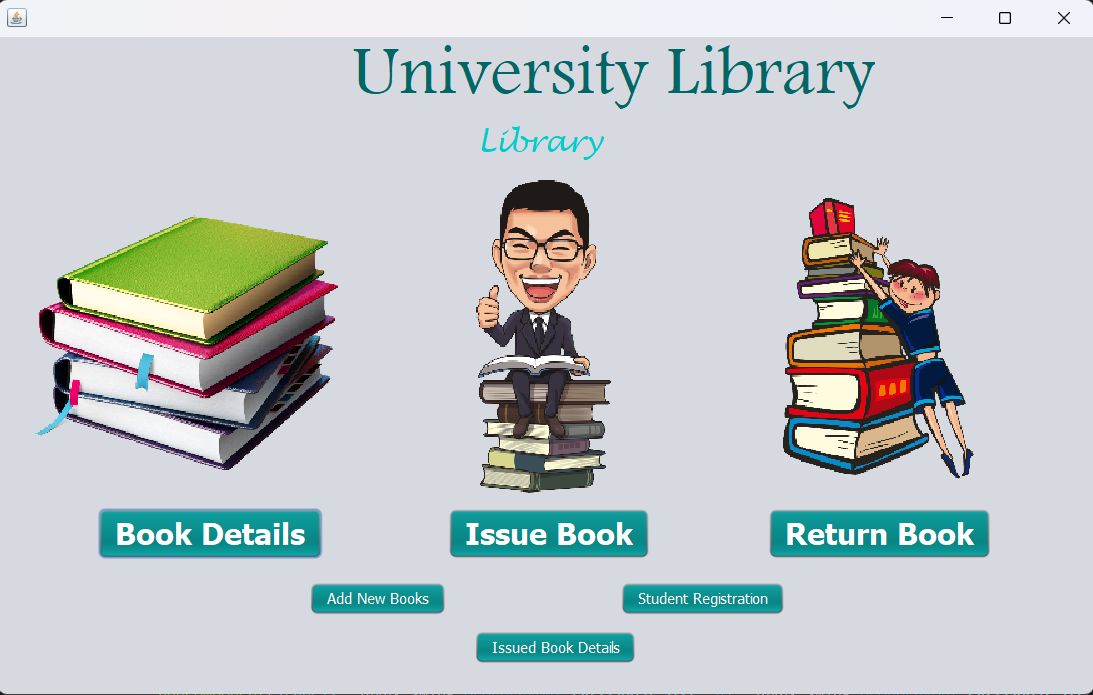 University Library
Library
Book Details
Issue Book
Return Book
Add New Books
Student Registration
Issued Book Details